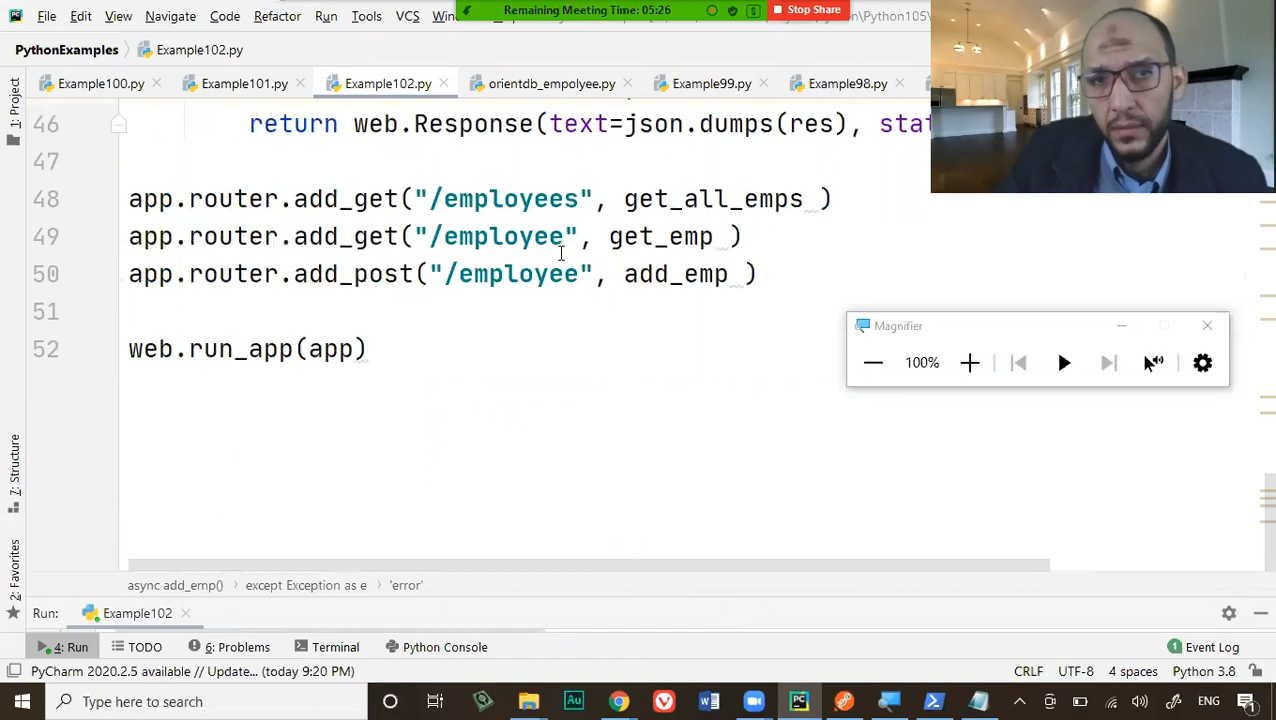 File Edit View Navigate Code Refactor Run Tools VCS Win
Remaining Meeting Time: 05:26
Stop Share
PythonExamples Example102.py
Example100.py Example101.py Example102.py orientdb_empolyee.py Example99.py Example98.py
1: Project
46 return web.Response(text=json.dumps(res), stat
47
48 app.router.add_get("/employees", get_all_emps )
49 app.router.add_get("/employee", get_emp )
50 app.router.add_post("/employee", add_emp )
51
52 web.run_app(app)
Magnifier
100%
7: Structure
2: Favorites
async add_emp() except Exception as e 'error'
Run: Example102
4: Run TODO 6: Problems Terminal Python Console 1 Event Log
PyCharm 2020.2.5 available // Update... (today 9:20 PM) CRLF UTF-8 4 spaces Python 3.8
Type here to search ENG